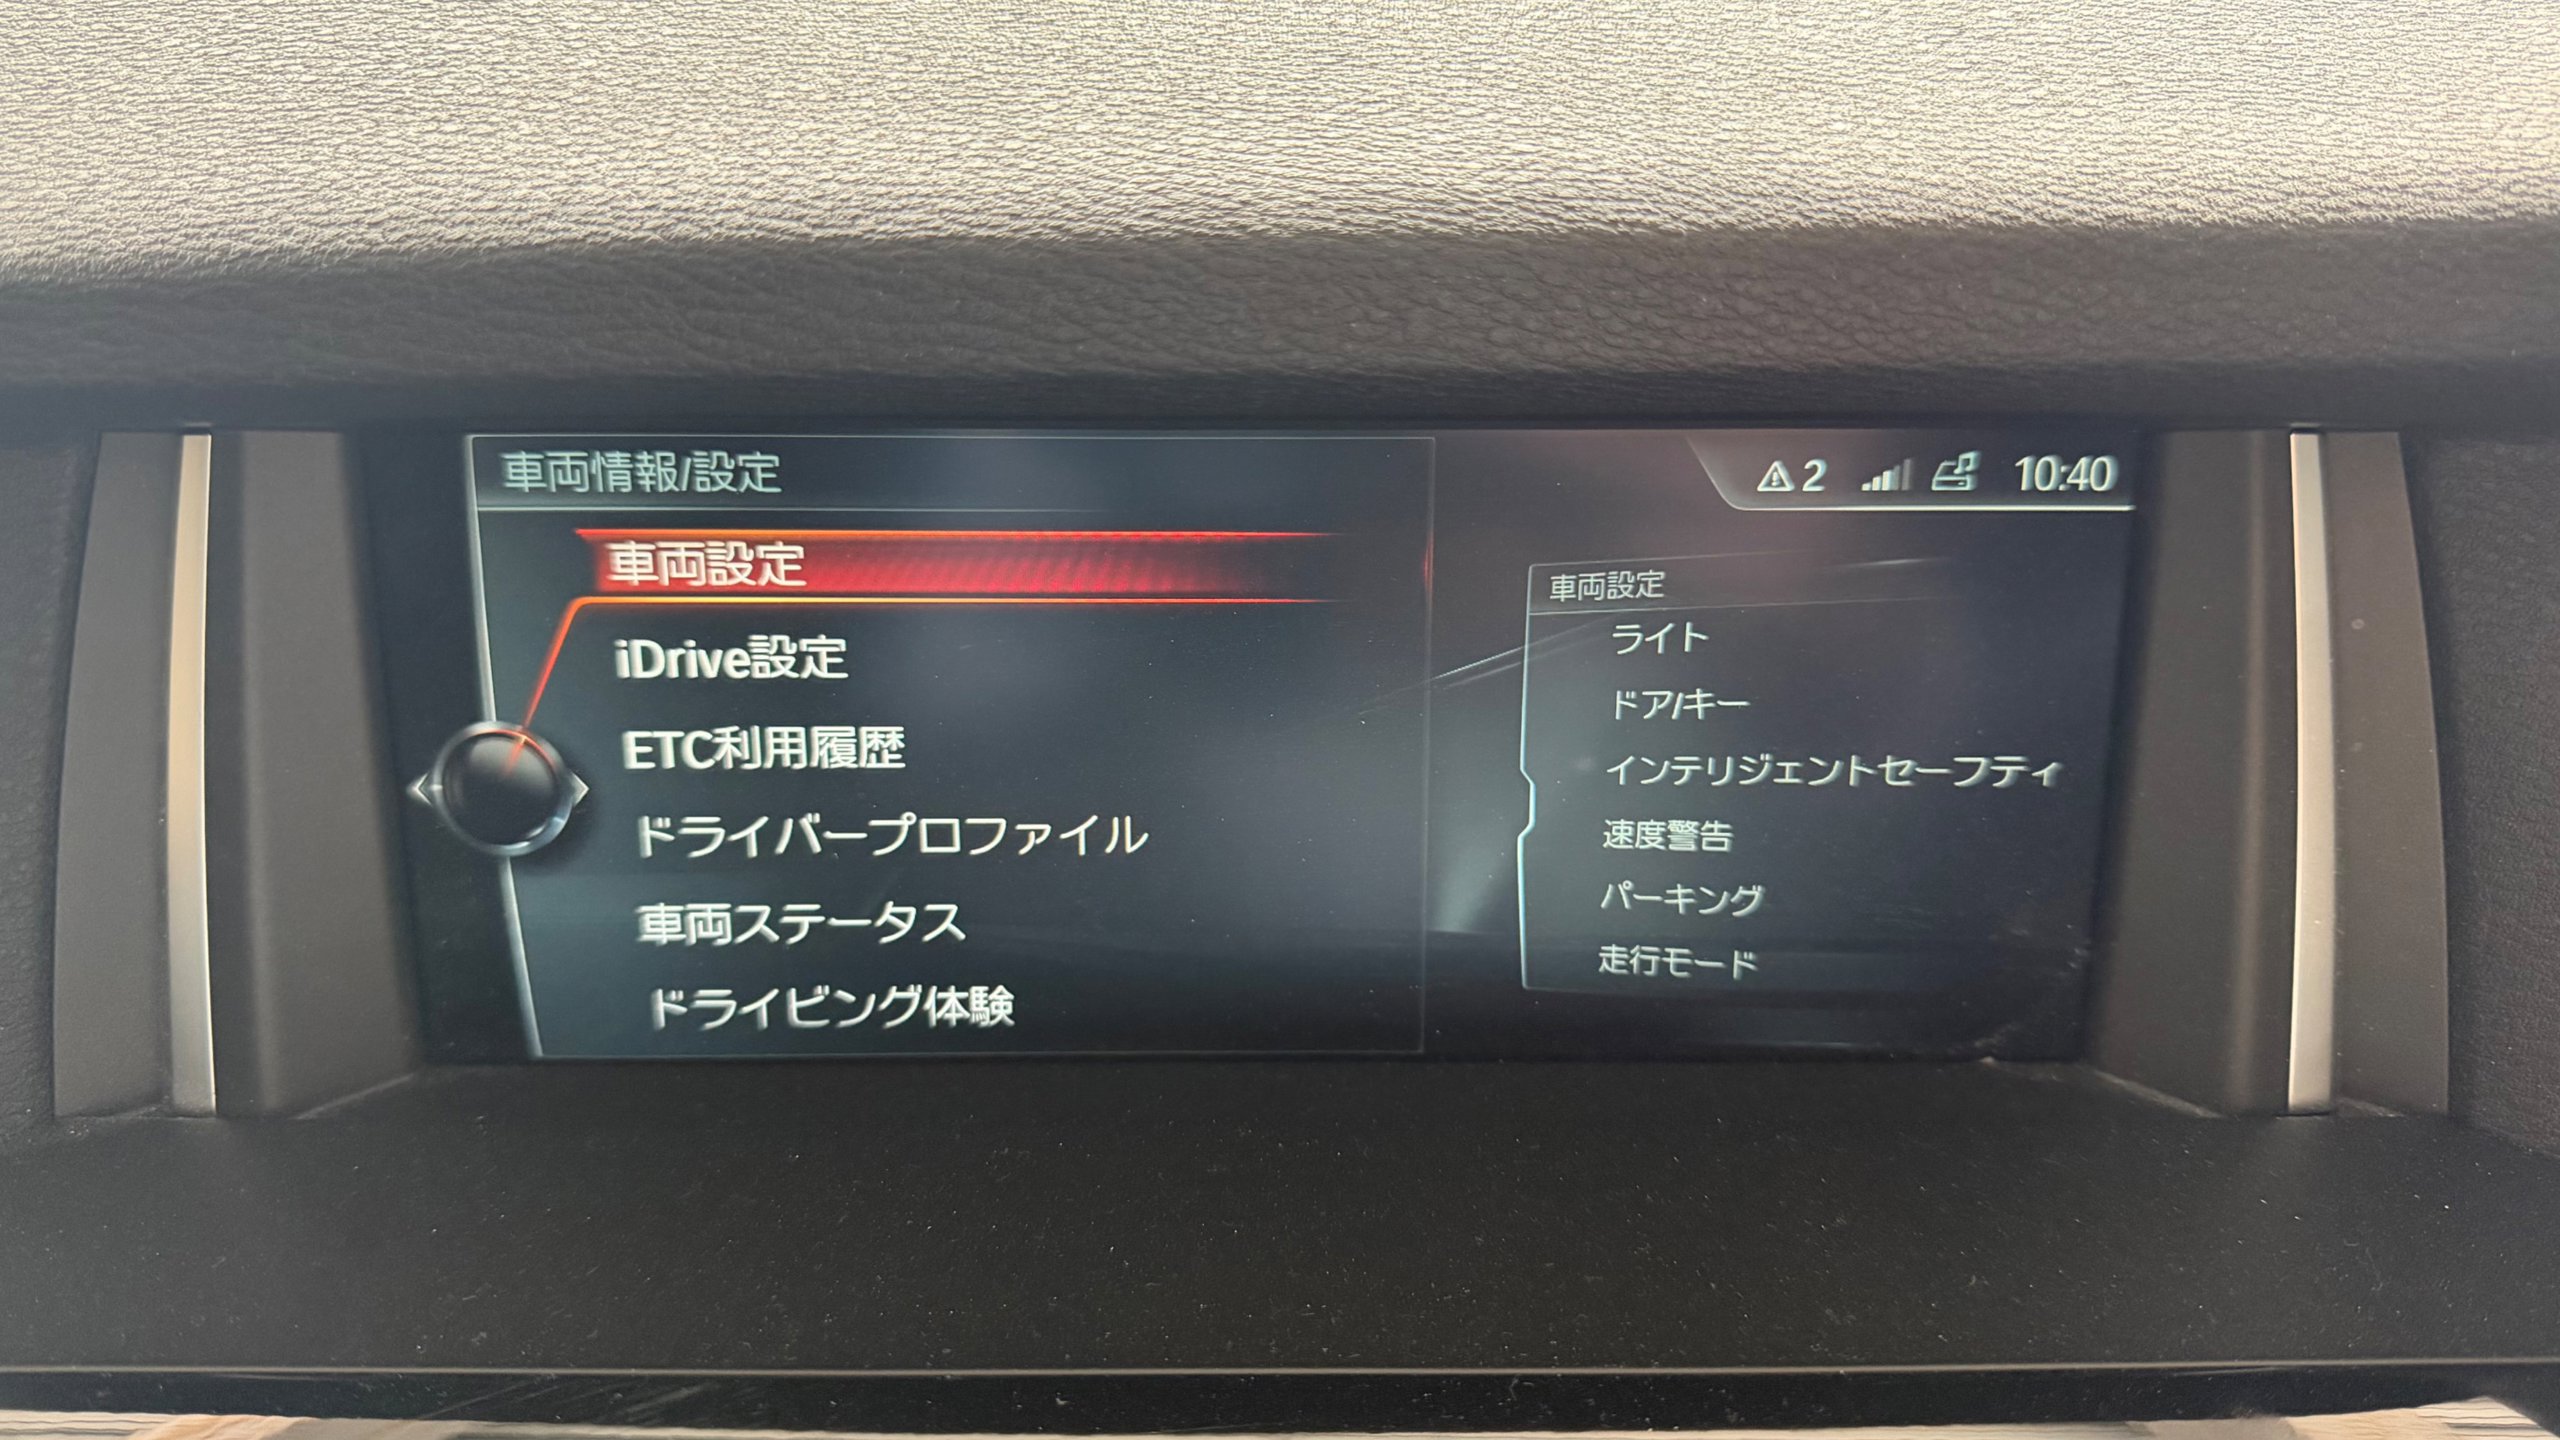 車両情報/設定
2 10:40
車両設定
iDrive設定
ETC利用履歴
ドライバープロファイル
車両ステータス
ドライビング体験
車両設定
ライト
ドア/キー
インテリジェントセーフティ
速度警告
パーキング
走行モード